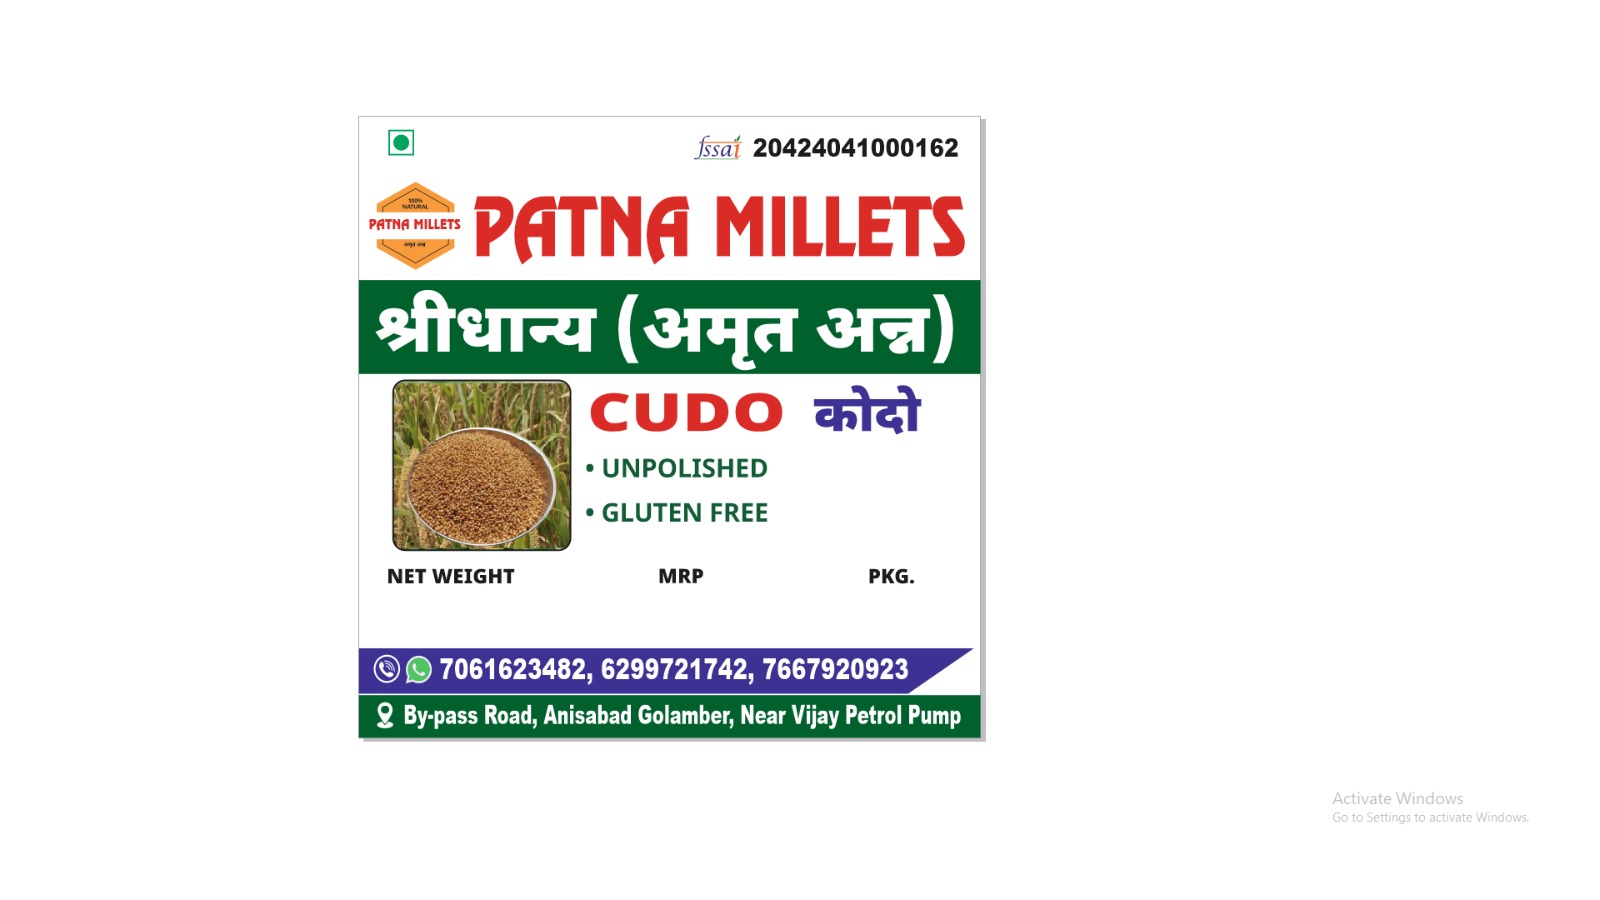 fssai 20424041000162
100%
NATURAL
PATNA MILLETS
अमृत अन्न
PATNA MILLETS
श्रीधान्य (अमृत अन्न)
CUDO कोदो
• UNPOLISHED
• GLUTEN FREE
NET WEIGHT MRP PKG.
7061623482, 6299721742, 7667920923
By-pass Road, Anisabad Golamber, Near Vijay Petrol Pump
Activate Windows
Go to Settings to activate Windows.